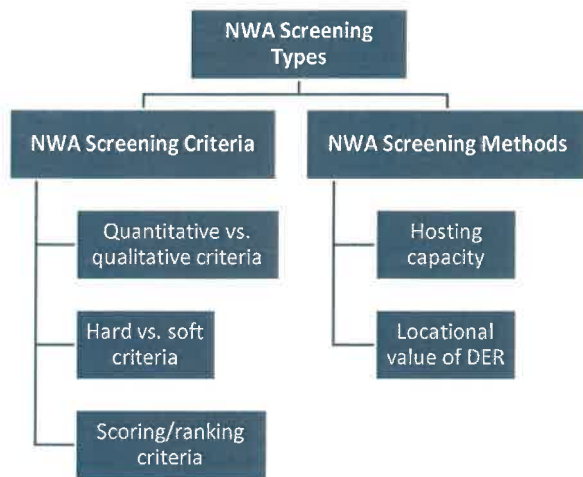 NWA Screening
Types
NWA Screening Criteria
Quantitative vs.
qualitative criteria
Hard vs. soft
criteria
Scoring/ranking
criteria
NWA Screening Methods
Hosting
capacity
Locational
value of DER